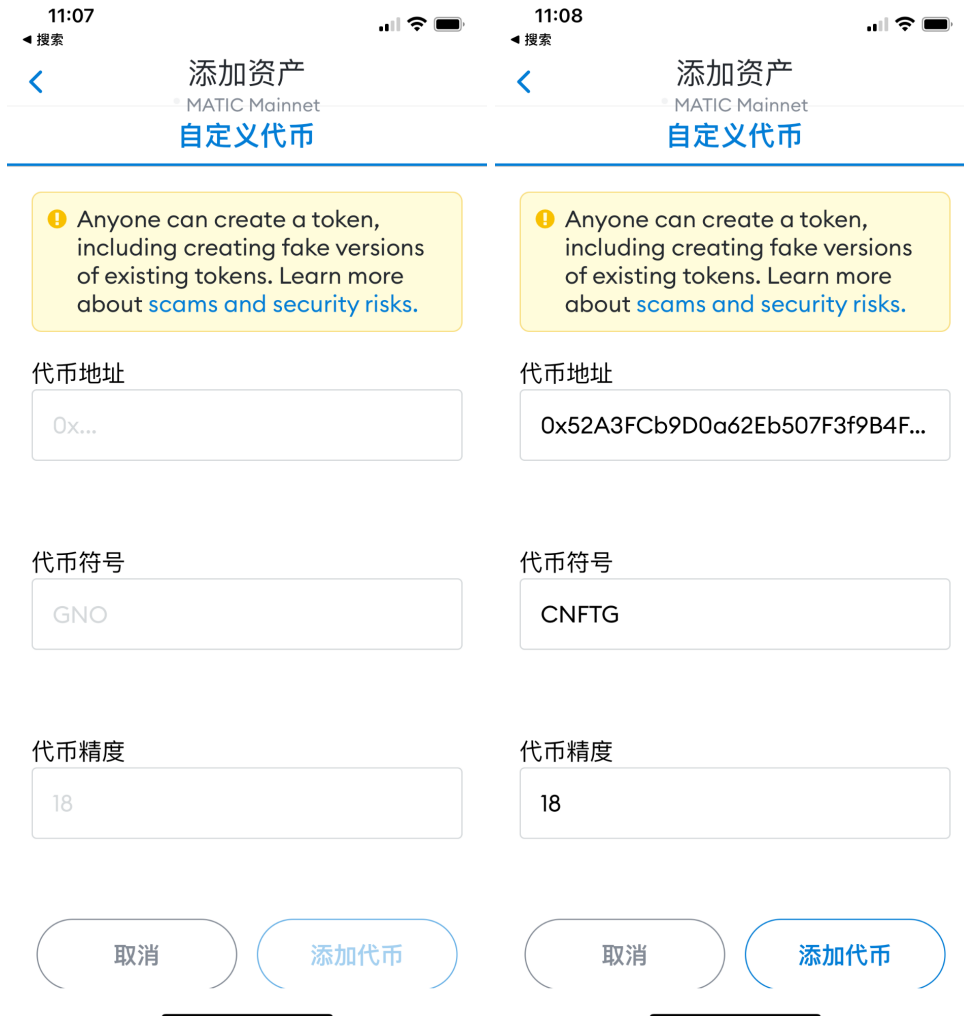 11:07
◀ 搜索
添加资产
MATIC Mainnet
自定义代币
Anyone can create a token,
including creating fake versions
of existing tokens. Learn more
about scams and security risks.
代币地址
0x...
代币符号
GNO
代币精度
18
取消
添加代币
11:08
◀ 搜索
添加资产
MATIC Mainnet
自定义代币
Anyone can create a token,
including creating fake versions
of existing tokens. Learn more
about scams and security risks.
代币地址
0x52A3FCb9D0a62Eb507F3f9B4F...
代币符号
CNFTG
代币精度
18
取消
添加代币